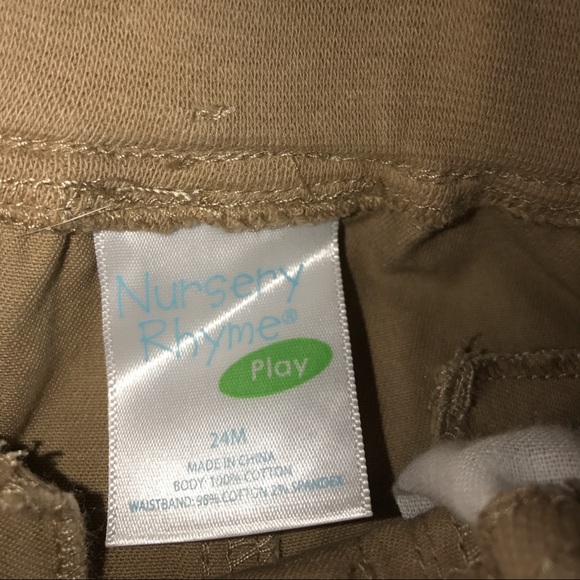 Nursery
Rhyme®
Play
24M
MADE IN CHINA
BODY: 100% COTTON
WAISTBAND: 98% COTTON 2% SPANDEX